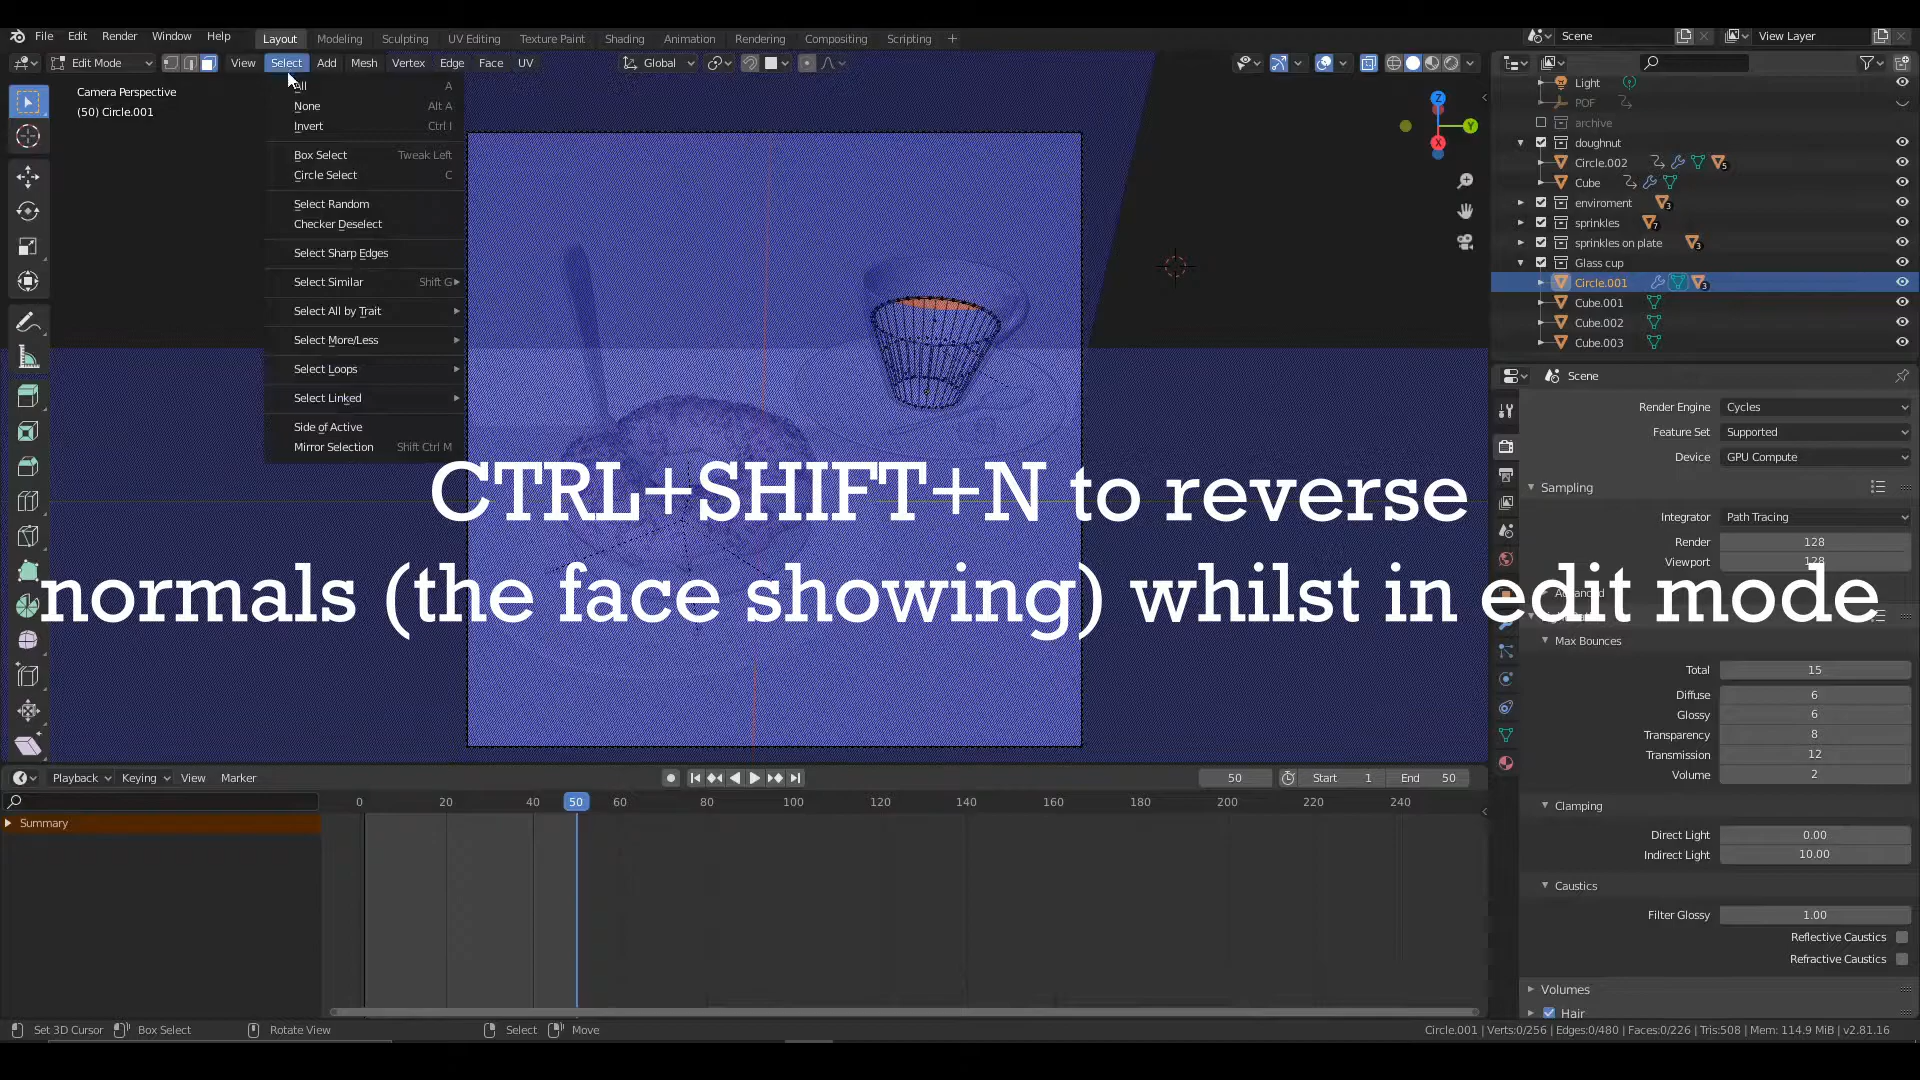 File Edit Render Window Help Layout Modeling Sculpting UV Editing Texture Paint Shading Animation Rendering Compositing Scripting + Scene View Layer
Edit Mode View Select Add Mesh Vertex Edge Face UV Global
Camera Perspective
(50) Circle.001
All A
None Alt A
Invert Ctrl I
Box Select Tweak Left
Circle Select C
Select Random
Checker Deselect
Select Sharp Edges
Select Similar Shift G
Select All by Trait
Select More/Less
Select Loops
Select Linked
Side of Active
Mirror Selection Shift Ctrl M
Z
Y
X
CTRL+SHIFT+N to reverse
normals (the face showing) whilst in edit mode
Light
POF
archive
doughnut
Circle.002 5
Cube
enviroment 3
sprinkles 7
sprinkles on plate 3
Glass cup
Circle.001 3
Cube.001
Cube.002
Cube.003
Scene
Render Engine Cycles
Feature Set Supported
Device GPU Compute
Sampling
Integrator Path Tracing
Render 128
Viewport 128
Advanced
Max Bounces
Total 15
Diffuse 6
Glossy 6
Transparency 8
Transmission 12
Volume 2
Clamping
Direct Light 0.00
Indirect Light 10.00
Caustics
Filter Glossy 1.00
Reflective Caustics
Refractive Caustics
Volumes
Hair
Playback Keying View Marker 50 Start 1 End 50
0 20 40 50 60 80 100 120 140 160 180 200 220 240
Summary
Set 3D Cursor Box Select Rotate View Select Move Circle.001 | Verts:0/256 | Edges:0/480 | Faces:0/226 | Tris:508 | Mem: 114.9 MiB | v2.81.16